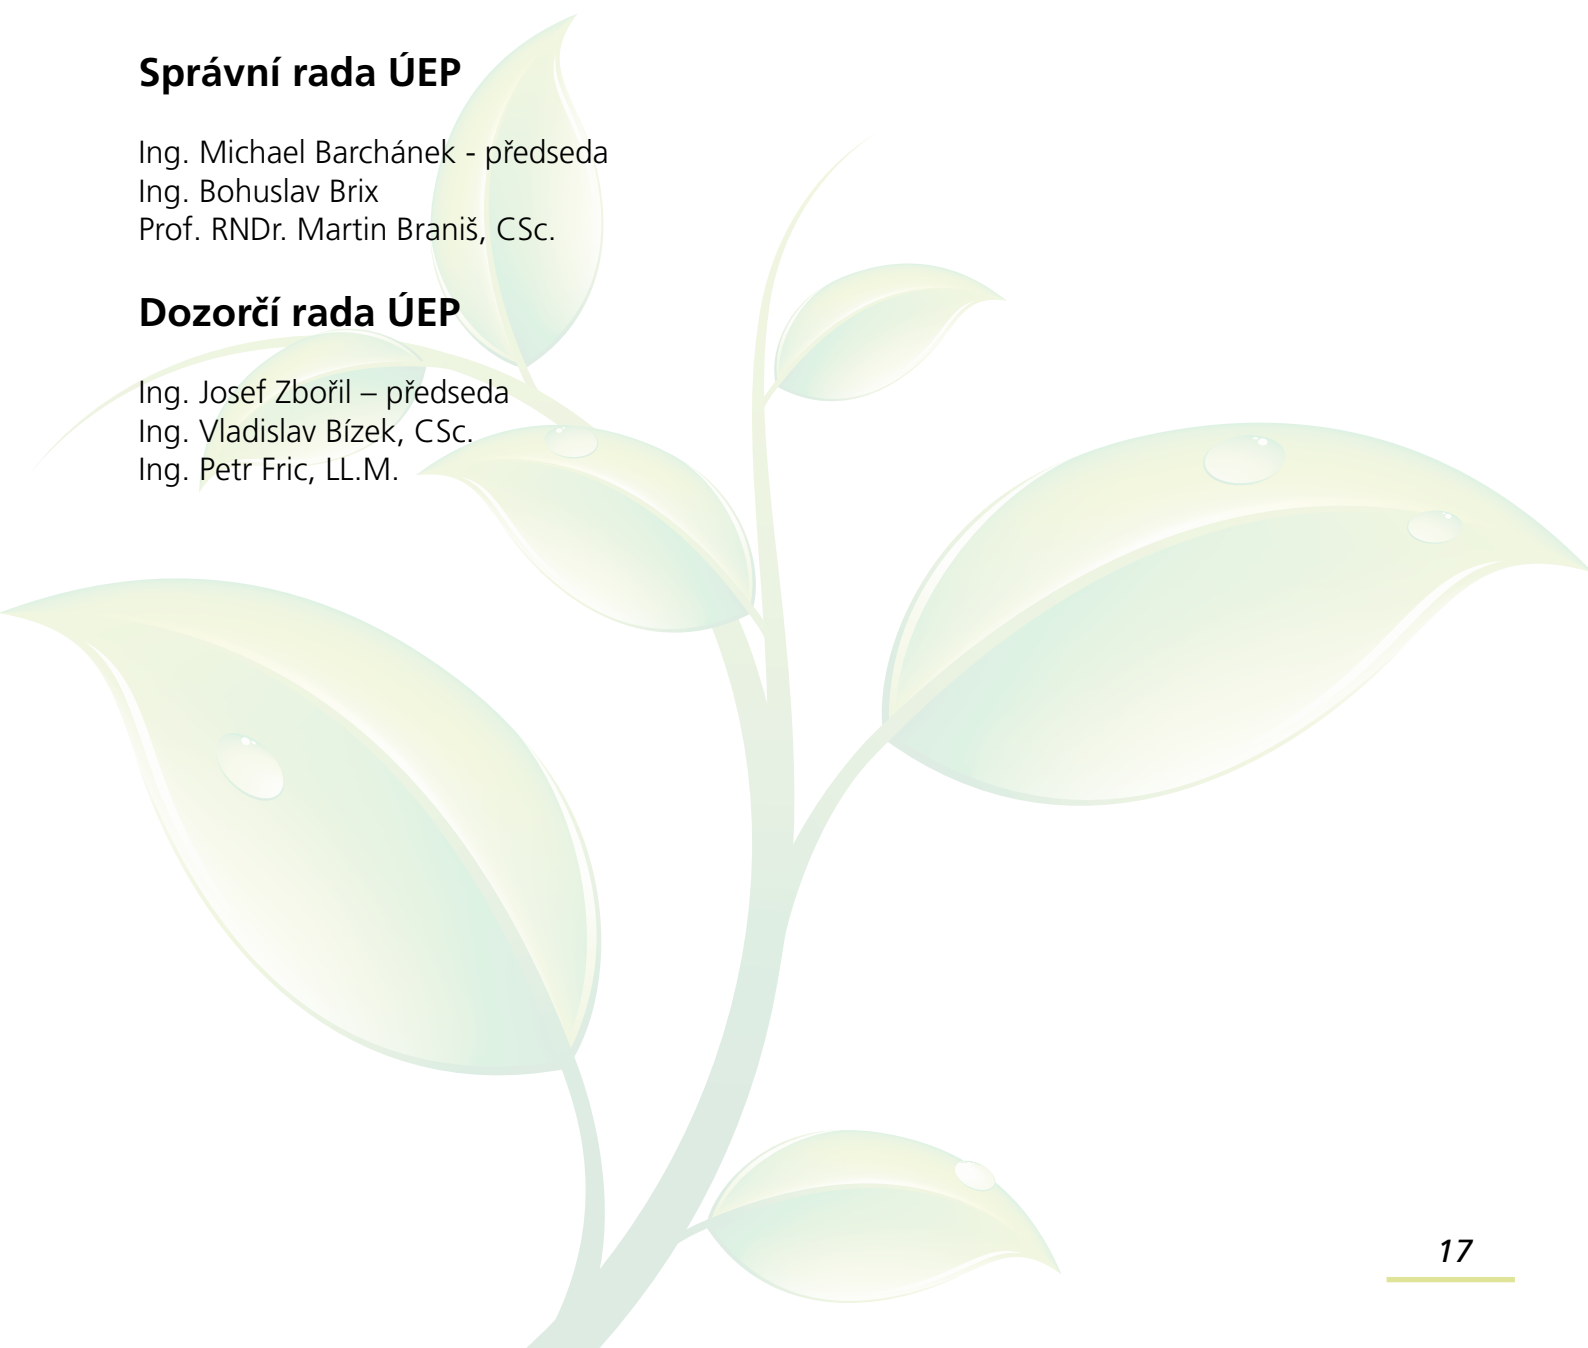 Správní rada ÚEP
Ing. Michael Barchánek - předseda
Ing. Bohuslav Brix
Prof. RNDr. Martin Braniš, CSc.
Dozorčí rada ÚEP
Ing. Josef Zbořil – předseda
Ing. Vladislav Bízek, CSc.
Ing. Petr Fric, LL.M.
17